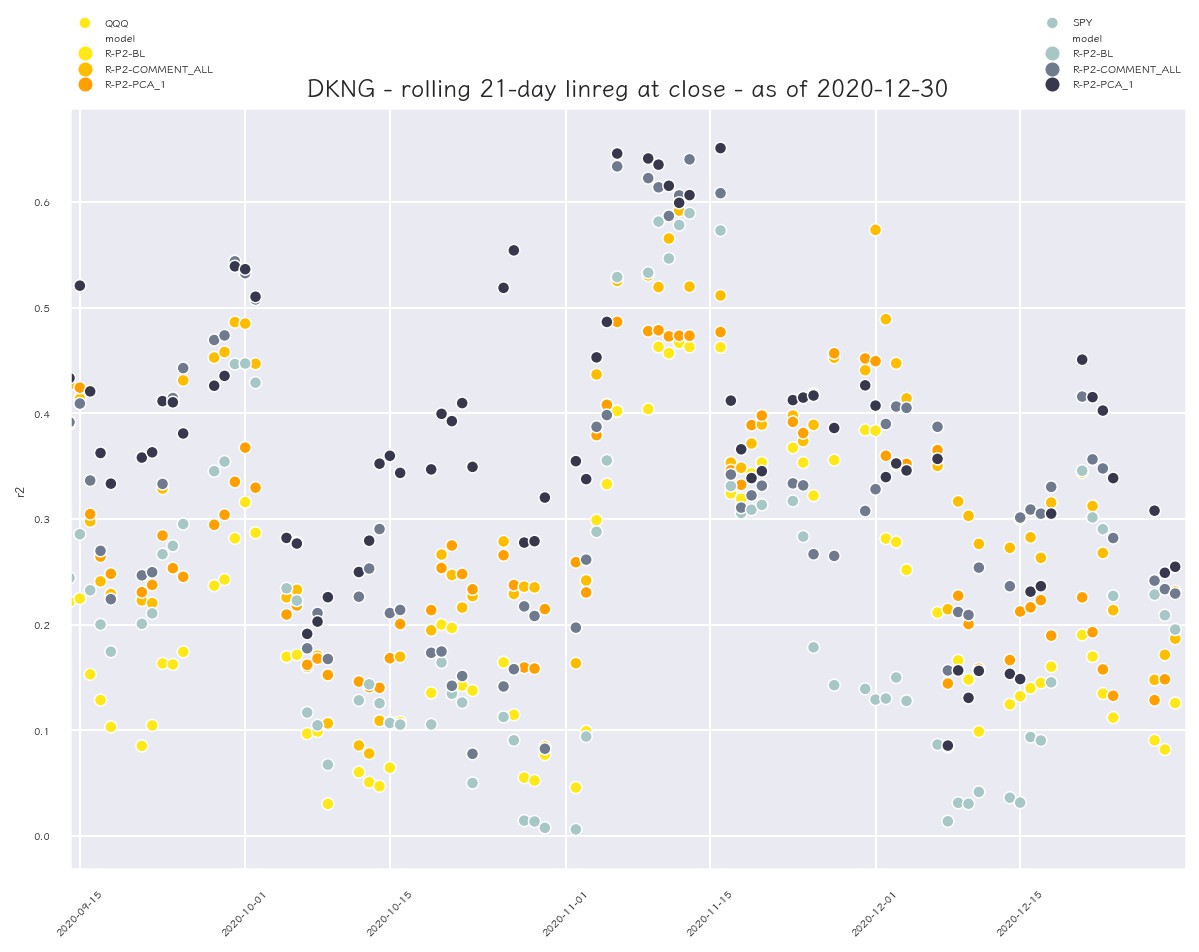 QQQ
model
R-P2-BL
R-P2-COMMENT_ALL
R-P2-PCA_1
SPY
model
R-P2-BL
R-P2-COMMENT_ALL
R-P2-PCA_1
DKNG - rolling 21-day linreg at close - as of 2020-12-30
r2
0.6
0.5
0.4
0.3
0.2
0.1
0.0
2020-09-15
2020-10-01
2020-10-15
2020-11-01
2020-11-15
2020-12-01
2020-12-15